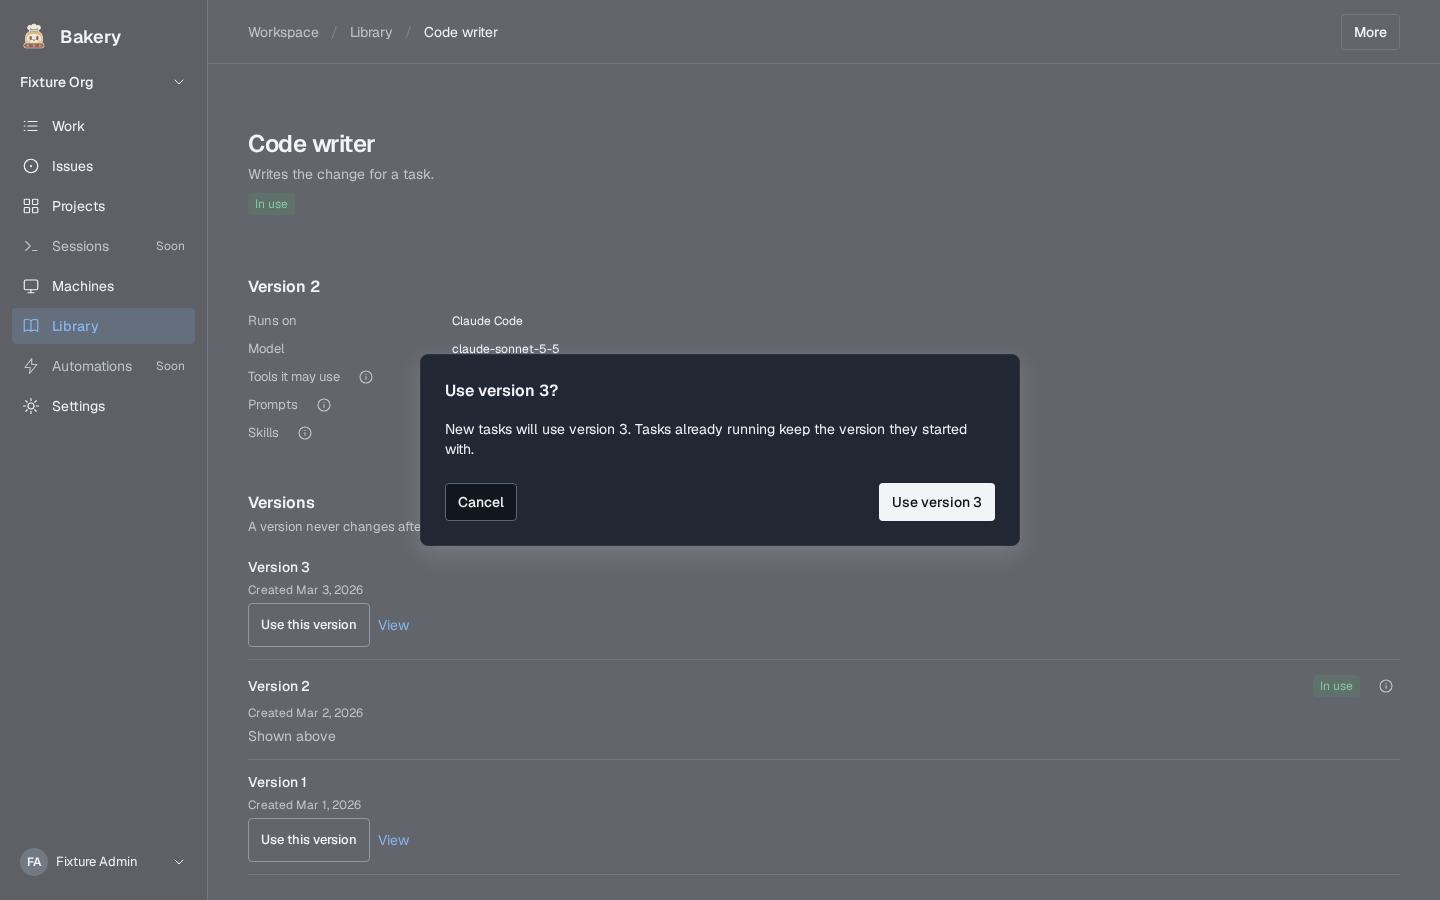 Bakery
Fixture Org
Work
Issues
Projects
Sessions Soon
Machines
Library
Automations Soon
Settings
FA Fixture Admin
Workspace / Library / Code writer
More
Code writer
Writes the change for a task.
In use
Version 2
Runs on Claude Code
Model claude-sonnet-5-5
Tools it may use
Prompts
Skills
Use version 3?
New tasks will use version 3. Tasks already running keep the version they started
with.
Cancel Use version 3
Versions
A version never changes
Version 3
Created Mar 3, 2026
Use this version View
Version 2 In use
Created Mar 2, 2026
Shown above
Version 1
Created Mar 1, 2026
Use this version View